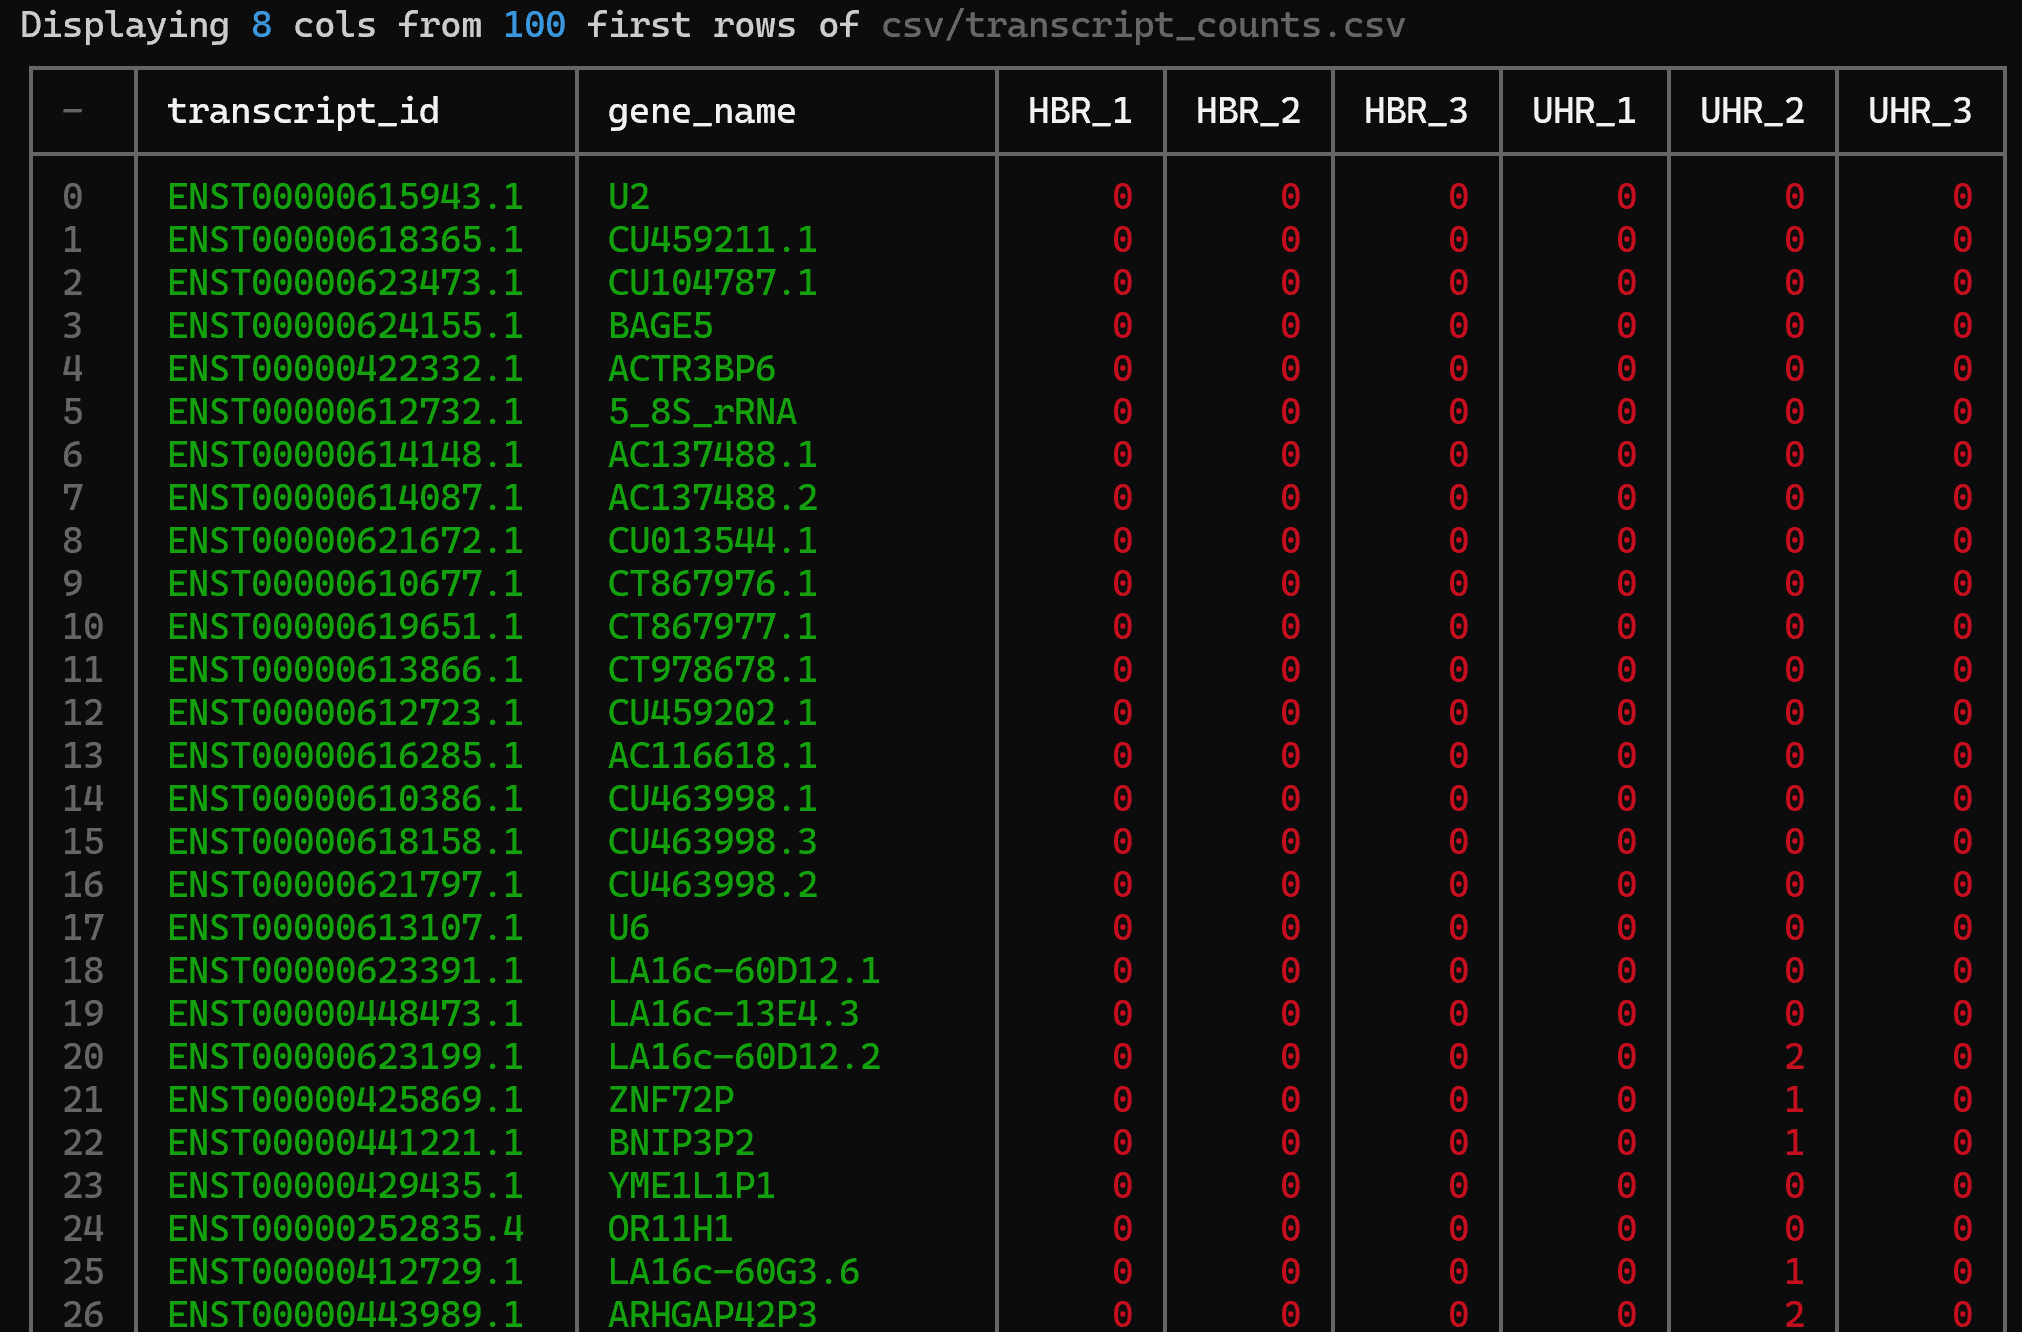 Displaying 8 cols from 100 first rows of csv/transcript_counts.csv
- transcript_id gene_name HBR_1 HBR_2 HBR_3 UHR_1 UHR_2 UHR_3
0 ENST00000615943.1 U2 0 0 0 0 0 0
1 ENST00000618365.1 CU459211.1 0 0 0 0 0 0
2 ENST00000623473.1 CU104787.1 0 0 0 0 0 0
3 ENST00000624155.1 BAGE5 0 0 0 0 0 0
4 ENST00000422332.1 ACTR3BP6 0 0 0 0 0 0
5 ENST00000612732.1 5_8S_rRNA 0 0 0 0 0 0
6 ENST00000614148.1 AC137488.1 0 0 0 0 0 0
7 ENST00000614087.1 AC137488.2 0 0 0 0 0 0
8 ENST00000621672.1 CU013544.1 0 0 0 0 0 0
9 ENST00000610677.1 CT867976.1 0 0 0 0 0 0
10 ENST00000619651.1 CT867977.1 0 0 0 0 0 0
11 ENST00000613866.1 CT978678.1 0 0 0 0 0 0
12 ENST00000612723.1 CU459202.1 0 0 0 0 0 0
13 ENST00000616285.1 AC116618.1 0 0 0 0 0 0
14 ENST00000610386.1 CU463998.1 0 0 0 0 0 0
15 ENST00000618158.1 CU463998.3 0 0 0 0 0 0
16 ENST00000621797.1 CU463998.2 0 0 0 0 0 0
17 ENST00000613107.1 U6 0 0 0 0 0 0
18 ENST00000623391.1 LA16c-60D12.1 0 0 0 0 0 0
19 ENST00000448473.1 LA16c-13E4.3 0 0 0 0 0 0
20 ENST00000623199.1 LA16c-60D12.2 0 0 0 0 2 0
21 ENST00000425869.1 ZNF72P 0 0 0 0 1 0
22 ENST00000441221.1 BNIP3P2 0 0 0 0 1 0
23 ENST00000429435.1 YME1L1P1 0 0 0 0 0 0
24 ENST00000252835.4 OR11H1 0 0 0 0 0 0
25 ENST00000412729.1 LA16c-60G3.6 0 0 0 0 1 0
26 ENST00000443989.1 ARHGAP42P3 0 0 0 0 2 0